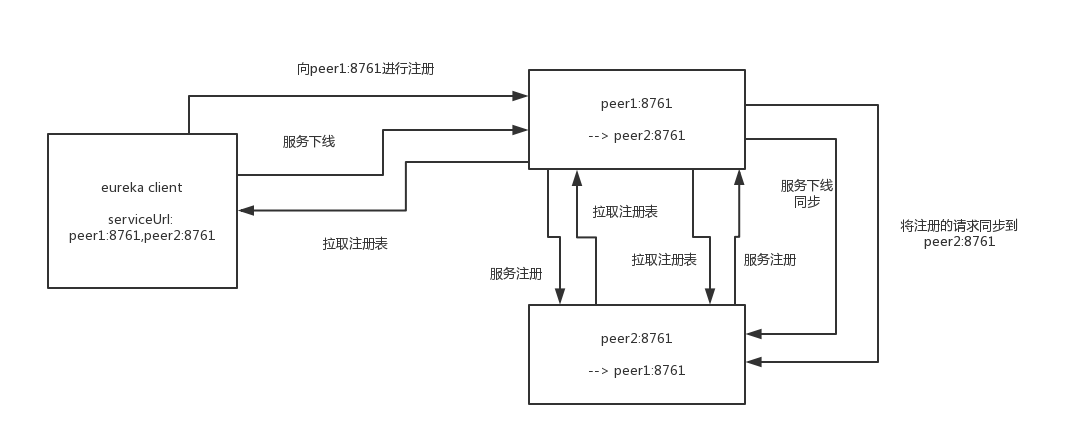 向peer1:8761进行注册
peer1:8761
--> peer2:8761
服务下线
eureka client
serviceUrl:
peer1:8761,peer2:8761
拉取注册表
服务下线
同步
拉取注册表
将注册的请求同步到
peer2:8761
服务注册
拉取注册表
服务注册
peer2:8761
--> peer1:8761